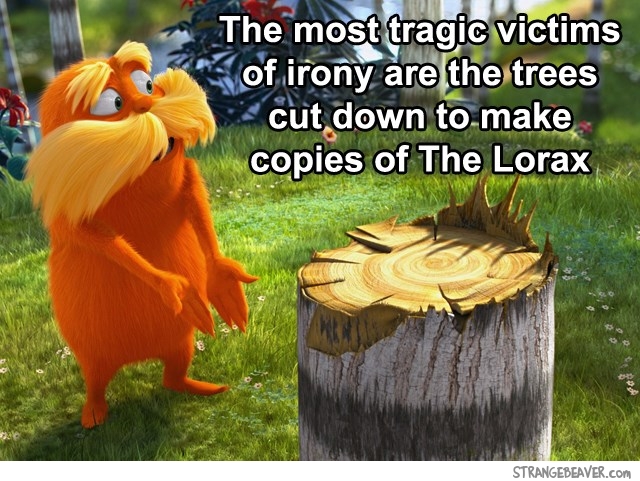 The most tragic victims
of irony are the trees
cut down to make
copies of The Lorax
STRANGEBEAVER.com